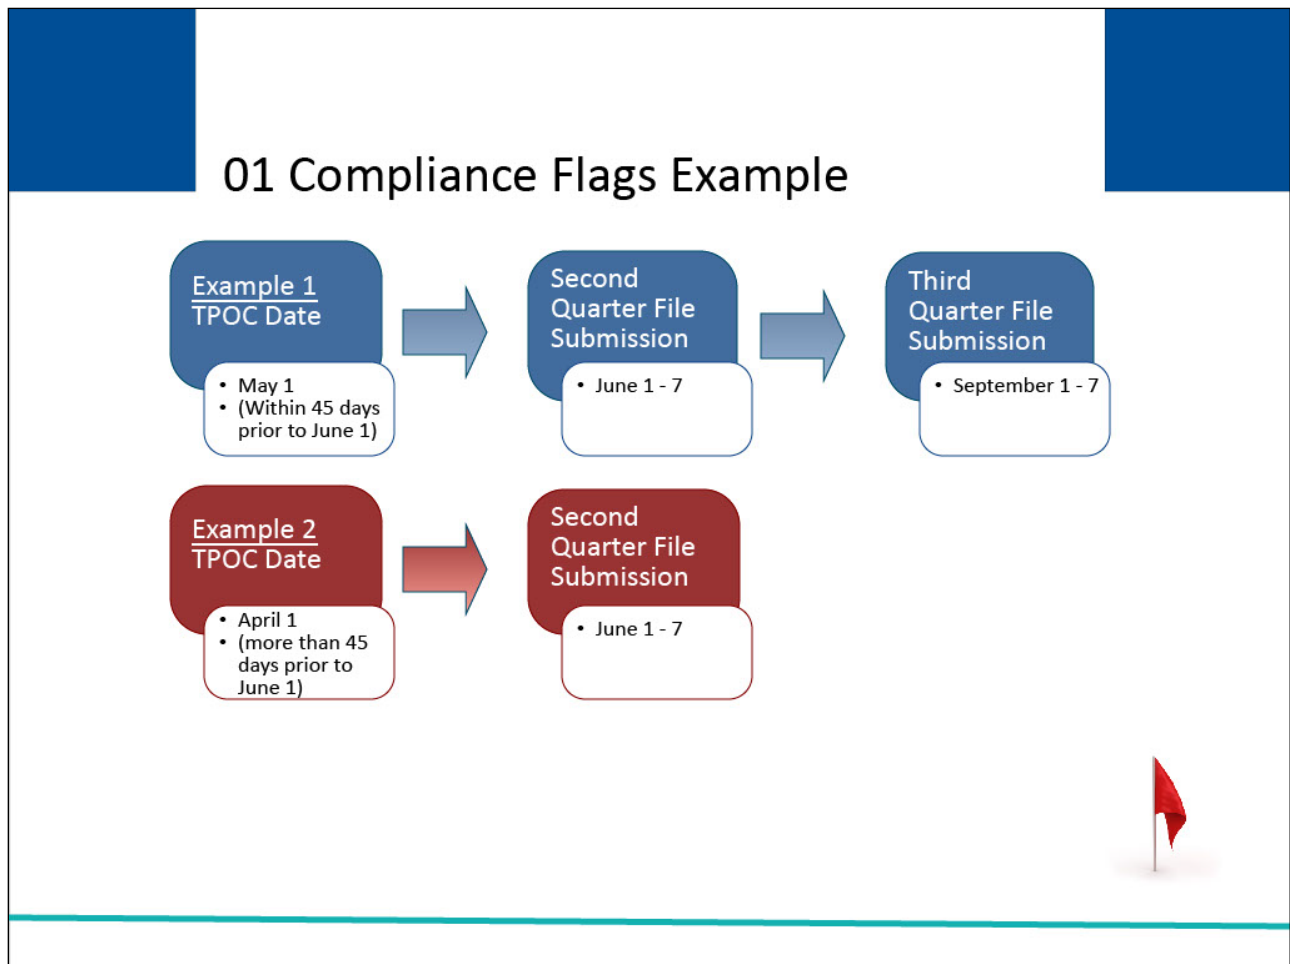 01 Compliance Flags Example
Example 1
TPOC Date
• May 1
• (Within 45 days
prior to June 1)
Second
Quarter File
Submission
• June 1 - 7
Third
Quarter File
Submission
• September 1 - 7
Example 2
TPOC Date
• April 1
• (more than 45
days prior to
June 1)
Second
Quarter File
Submission
• June 1 - 7